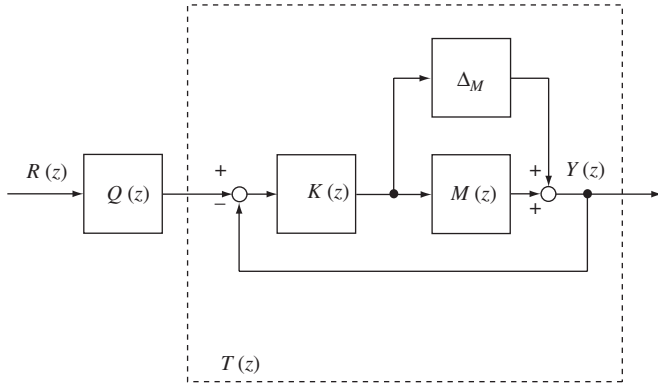 Δ_M
R (z)
Q (z)
+
−
K (z)
M (z)
+
+
Y (z)
T (z)